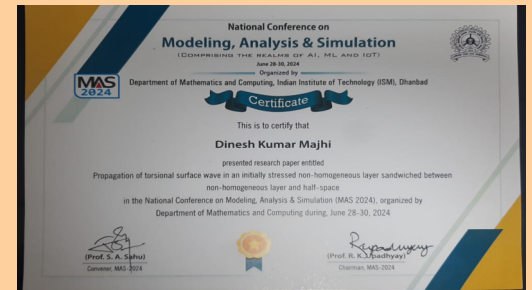 National Conference on
Modeling, Analysis & Simulation
(COMPRISING THE REALMS OF AI, ML AND IOT)
June 28-30, 2024
Organized by
Department of Mathematics and Computing, Indian Institute of Technology (ISM), Dhanbad
MAS
2024
Certificate
This is to certify that
Dinesh Kumar Majhi
presented research paper entitled
Propagation of torsional surface wave in an initially stressed non-homogeneous layer sandwiched between
non-homogeneous layer and half-space
in the National Conference on Modeling, Analysis & Simulation (MAS 2024), organized by
Department of Mathematics and Computing during, June 28-30, 2024
(Prof. S. A. Sahu)
Convener, MAS-2024
(Prof. R. K. Upadhyay)
Chairman, MAS-2024